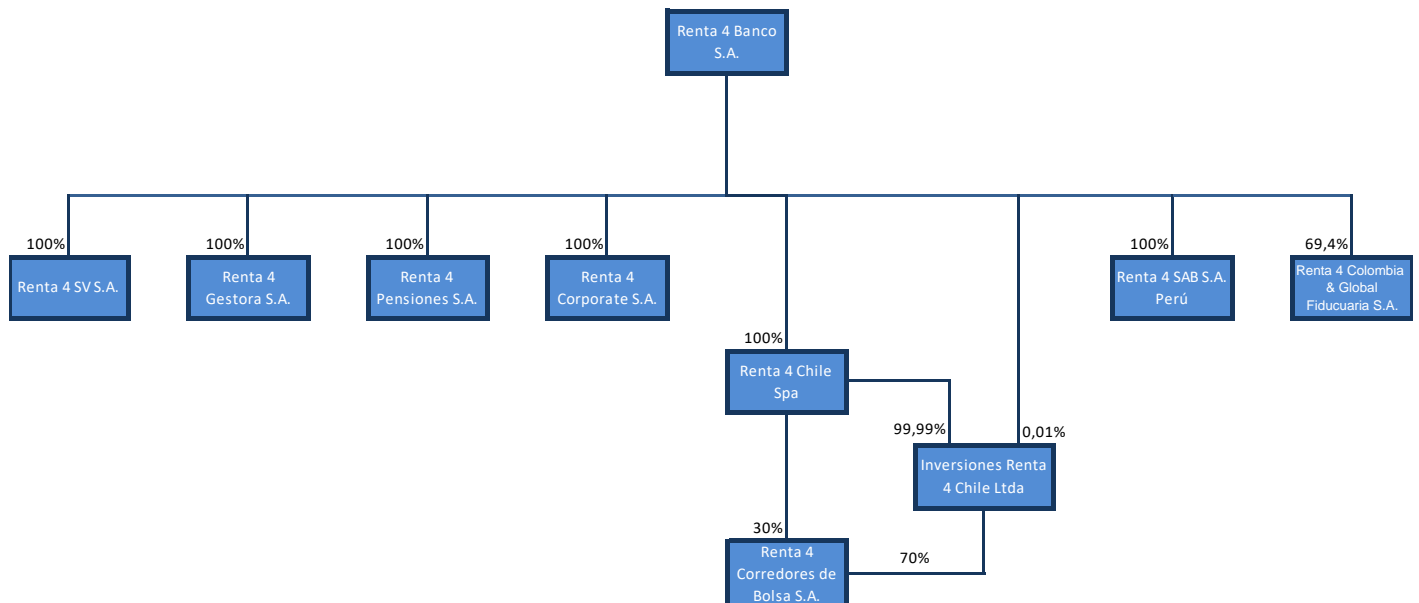 Renta 4 Banco
S.A.
100%
100%
100%
100%
100%
69,4%
Renta 4 SV S.A.
Renta 4
Gestora S.A.
Renta 4
Pensiones S.A.
Renta 4
Corporate S.A.
Renta 4 SAB S.A.
Perú
Renta 4 Colombia
& Global
Fiducuaria S.A.
100%
Renta 4 Chile
Spa
99,99%
0,01%
Inversiones Renta
4 Chile Ltda
30%
70%
Renta 4
Corredores de
Bolsa S.A.